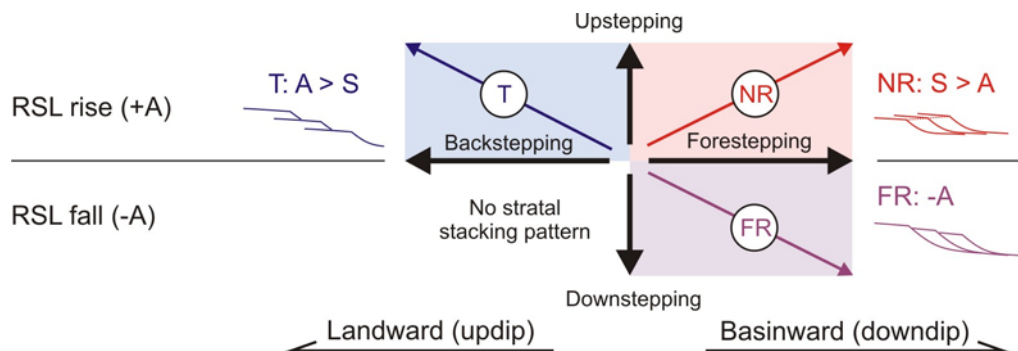 Upstepping
T: A > S
T
NR
NR: S > A
RSL rise (+A)
Backstepping
Forestepping
RSL fall (-A)
No stratal
stacking pattern
FR
FR: -A
Downstepping
Landward (updip)
Basinward (downdip)